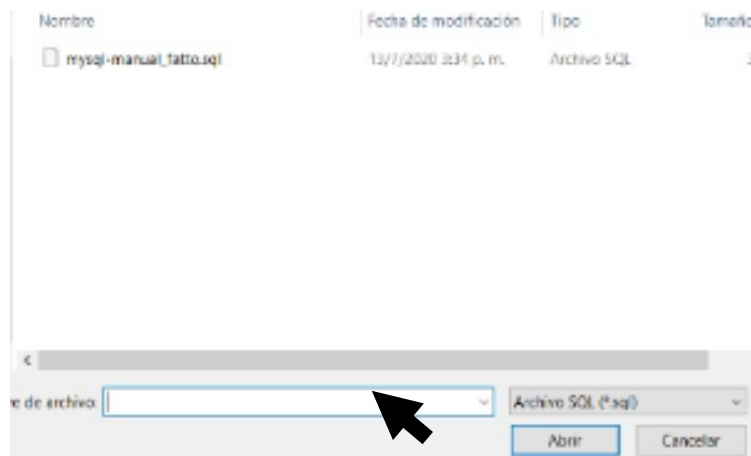 Nombre Fecha de modificación Tipo Tamaño
mysql-manual_fatto.sql 13/7/2020 3:34 p. m. Archivo SQL
e de archivo: Archivo SQL (*.sql)
Abrir Cancelar